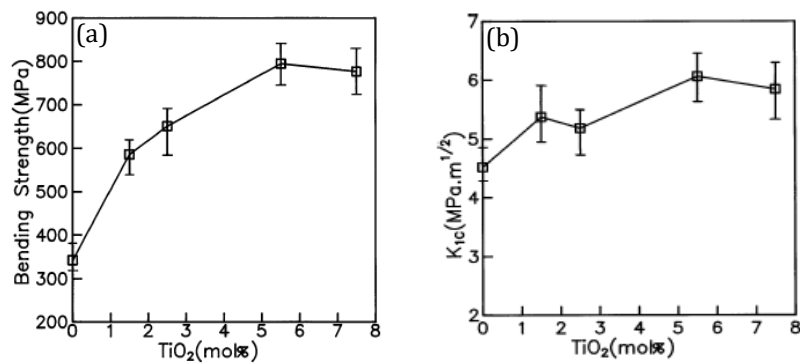 (a)
900
800
700
600
500
400
300
200
Bending Strength(MPa)
0 1 2 3 4 5 6 7 8
TiO₂(mol%)
(b)
7
6
5
4
3
2
K₁C(MPa.m¹/²)
0 1 2 3 4 5 6 7 8
TiO₂(mol%)